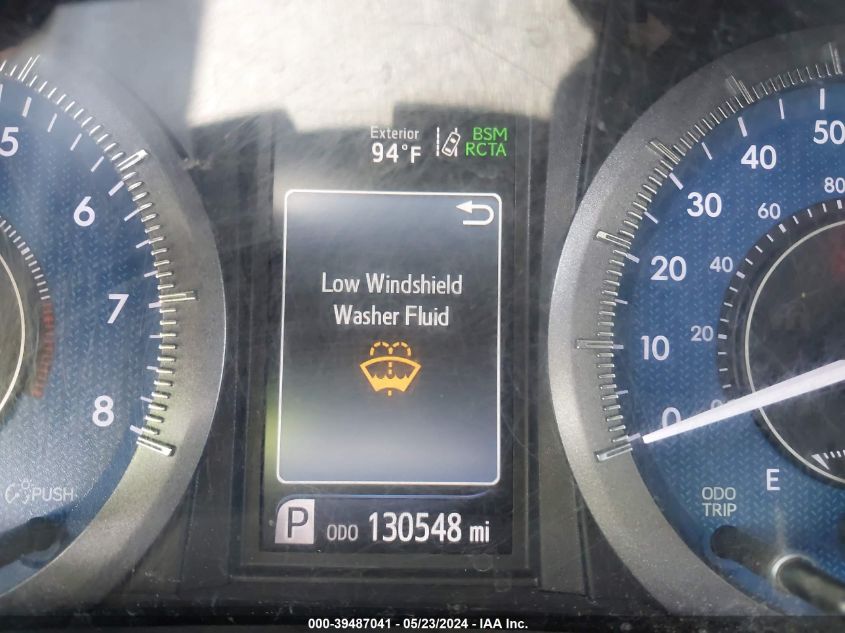 Exterior
94°F
BSM
RCTA
Low Windshield
Washer Fluid
P ODO 130548 mi
5
6
7
8
PUSH
50
40
30
20
10
0
80
60
40
20
0
E
ODO
TRIP
000-39487041 / 05/23/2024 - IAA Inc.